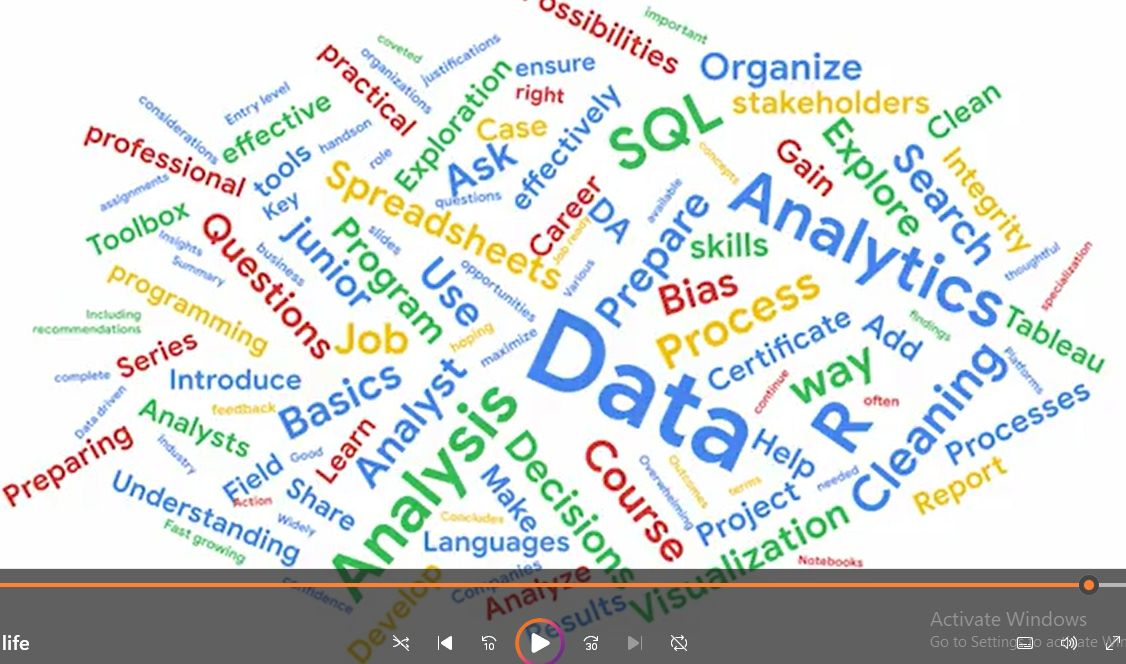 Possibilities
important
coveted
organizations
justifications
practical
Exploration
ensure
right
Organize
stakeholders
Clean
considerations
Entry level
effective
professional
tools
handson
role
Case
Ask
effectively
SQL
concepts
Gain
Explore
Search
Integrity
assignments
Key
Spreadsheets
questions
Career
Job ready
DA
available
Prepare
skills
Analytics
thoughtful
specialization
Toolbox
Insights
Summary
Questions
business
junior
slides
Program
Use
opportunities
Various
Bias
Process
Tableau
programming
Including
recommendations
Series
Job
hoping
maximize
Data
Certificate
Add
findings
Platforms
complete
Introduce
Data driven
feedback
Basics
Analyst
continue
way
often
R
Cleaning
Processes
Preparing
Analysts
Industry
Good
Learn
Field
Action
Share
Widely
Analysis
Decisions
Course
Overwhelming
Outcomes
terms
Help
needed
Report
Understanding
Fast growing
Make
Concludes
Languages
Project
Visualization
Notebooks
confidence
Develop
Companies
Analyze
Results
life
10
30
Activate Windows
Go to Settings to activate Win